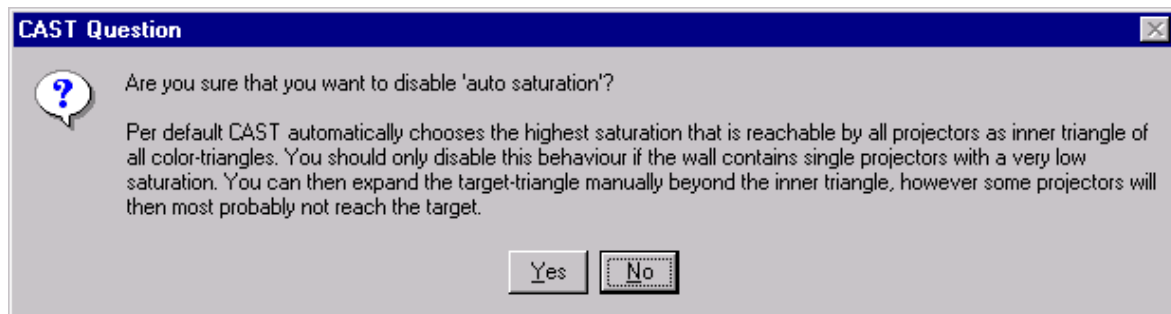 CAST Question
Are you sure that you want to disable 'auto saturation'?
Per default CAST automatically chooses the highest saturation that is reachable by all projectors as inner triangle of
all color-triangles. You should only disable this behaviour if the wall contains single projectors with a very low
saturation. You can then expand the target-triangle manually beyond the inner triangle, however some projectors will
then most probably not reach the target.
Yes No